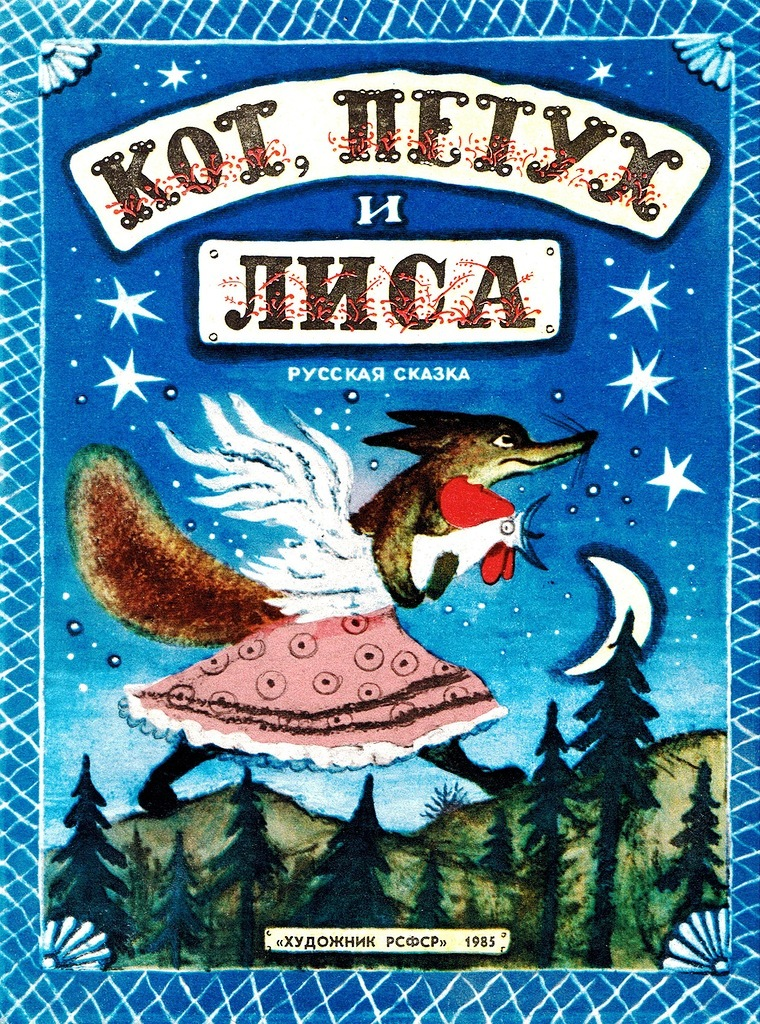 КОТ, ПЕТУХ
и
ЛИСА
РУССКАЯ СКАЗКА
«ХУДОЖНИК РСФСР» 1985